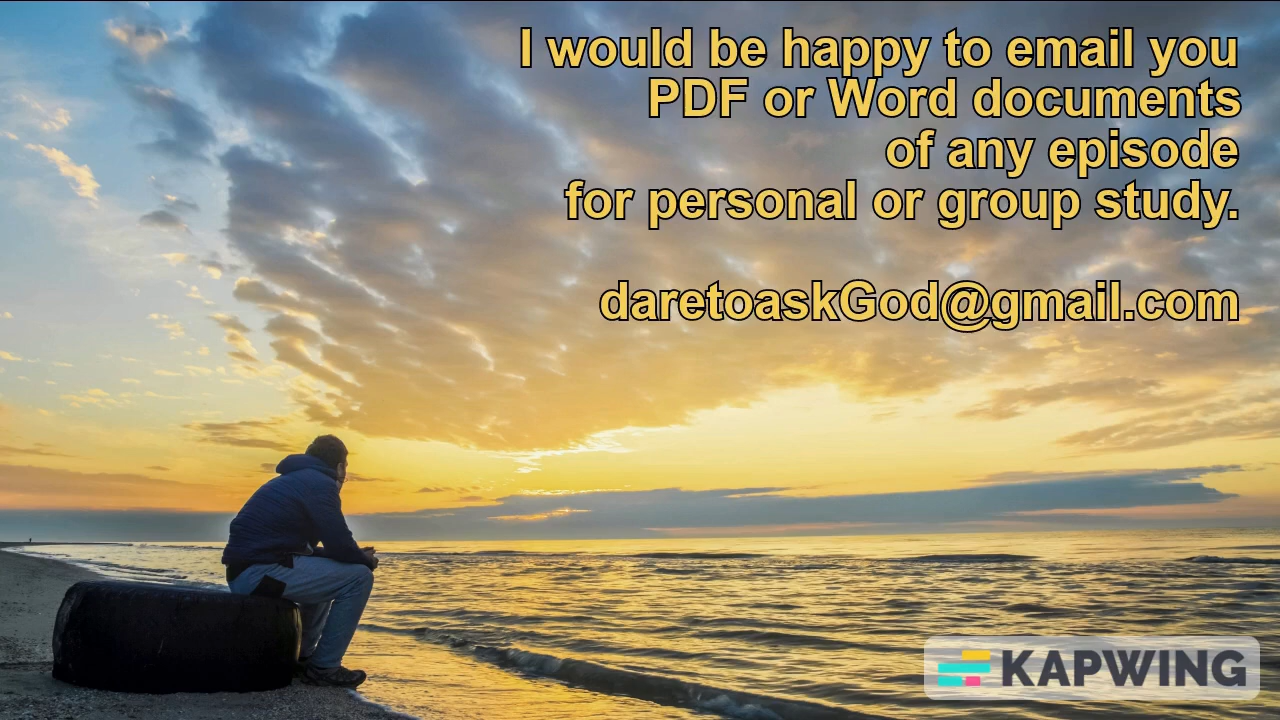 I would be happy to email you
PDF or Word documents
of any episode
for personal or group study.
daretoaskGod@gmail.com
KAPWING